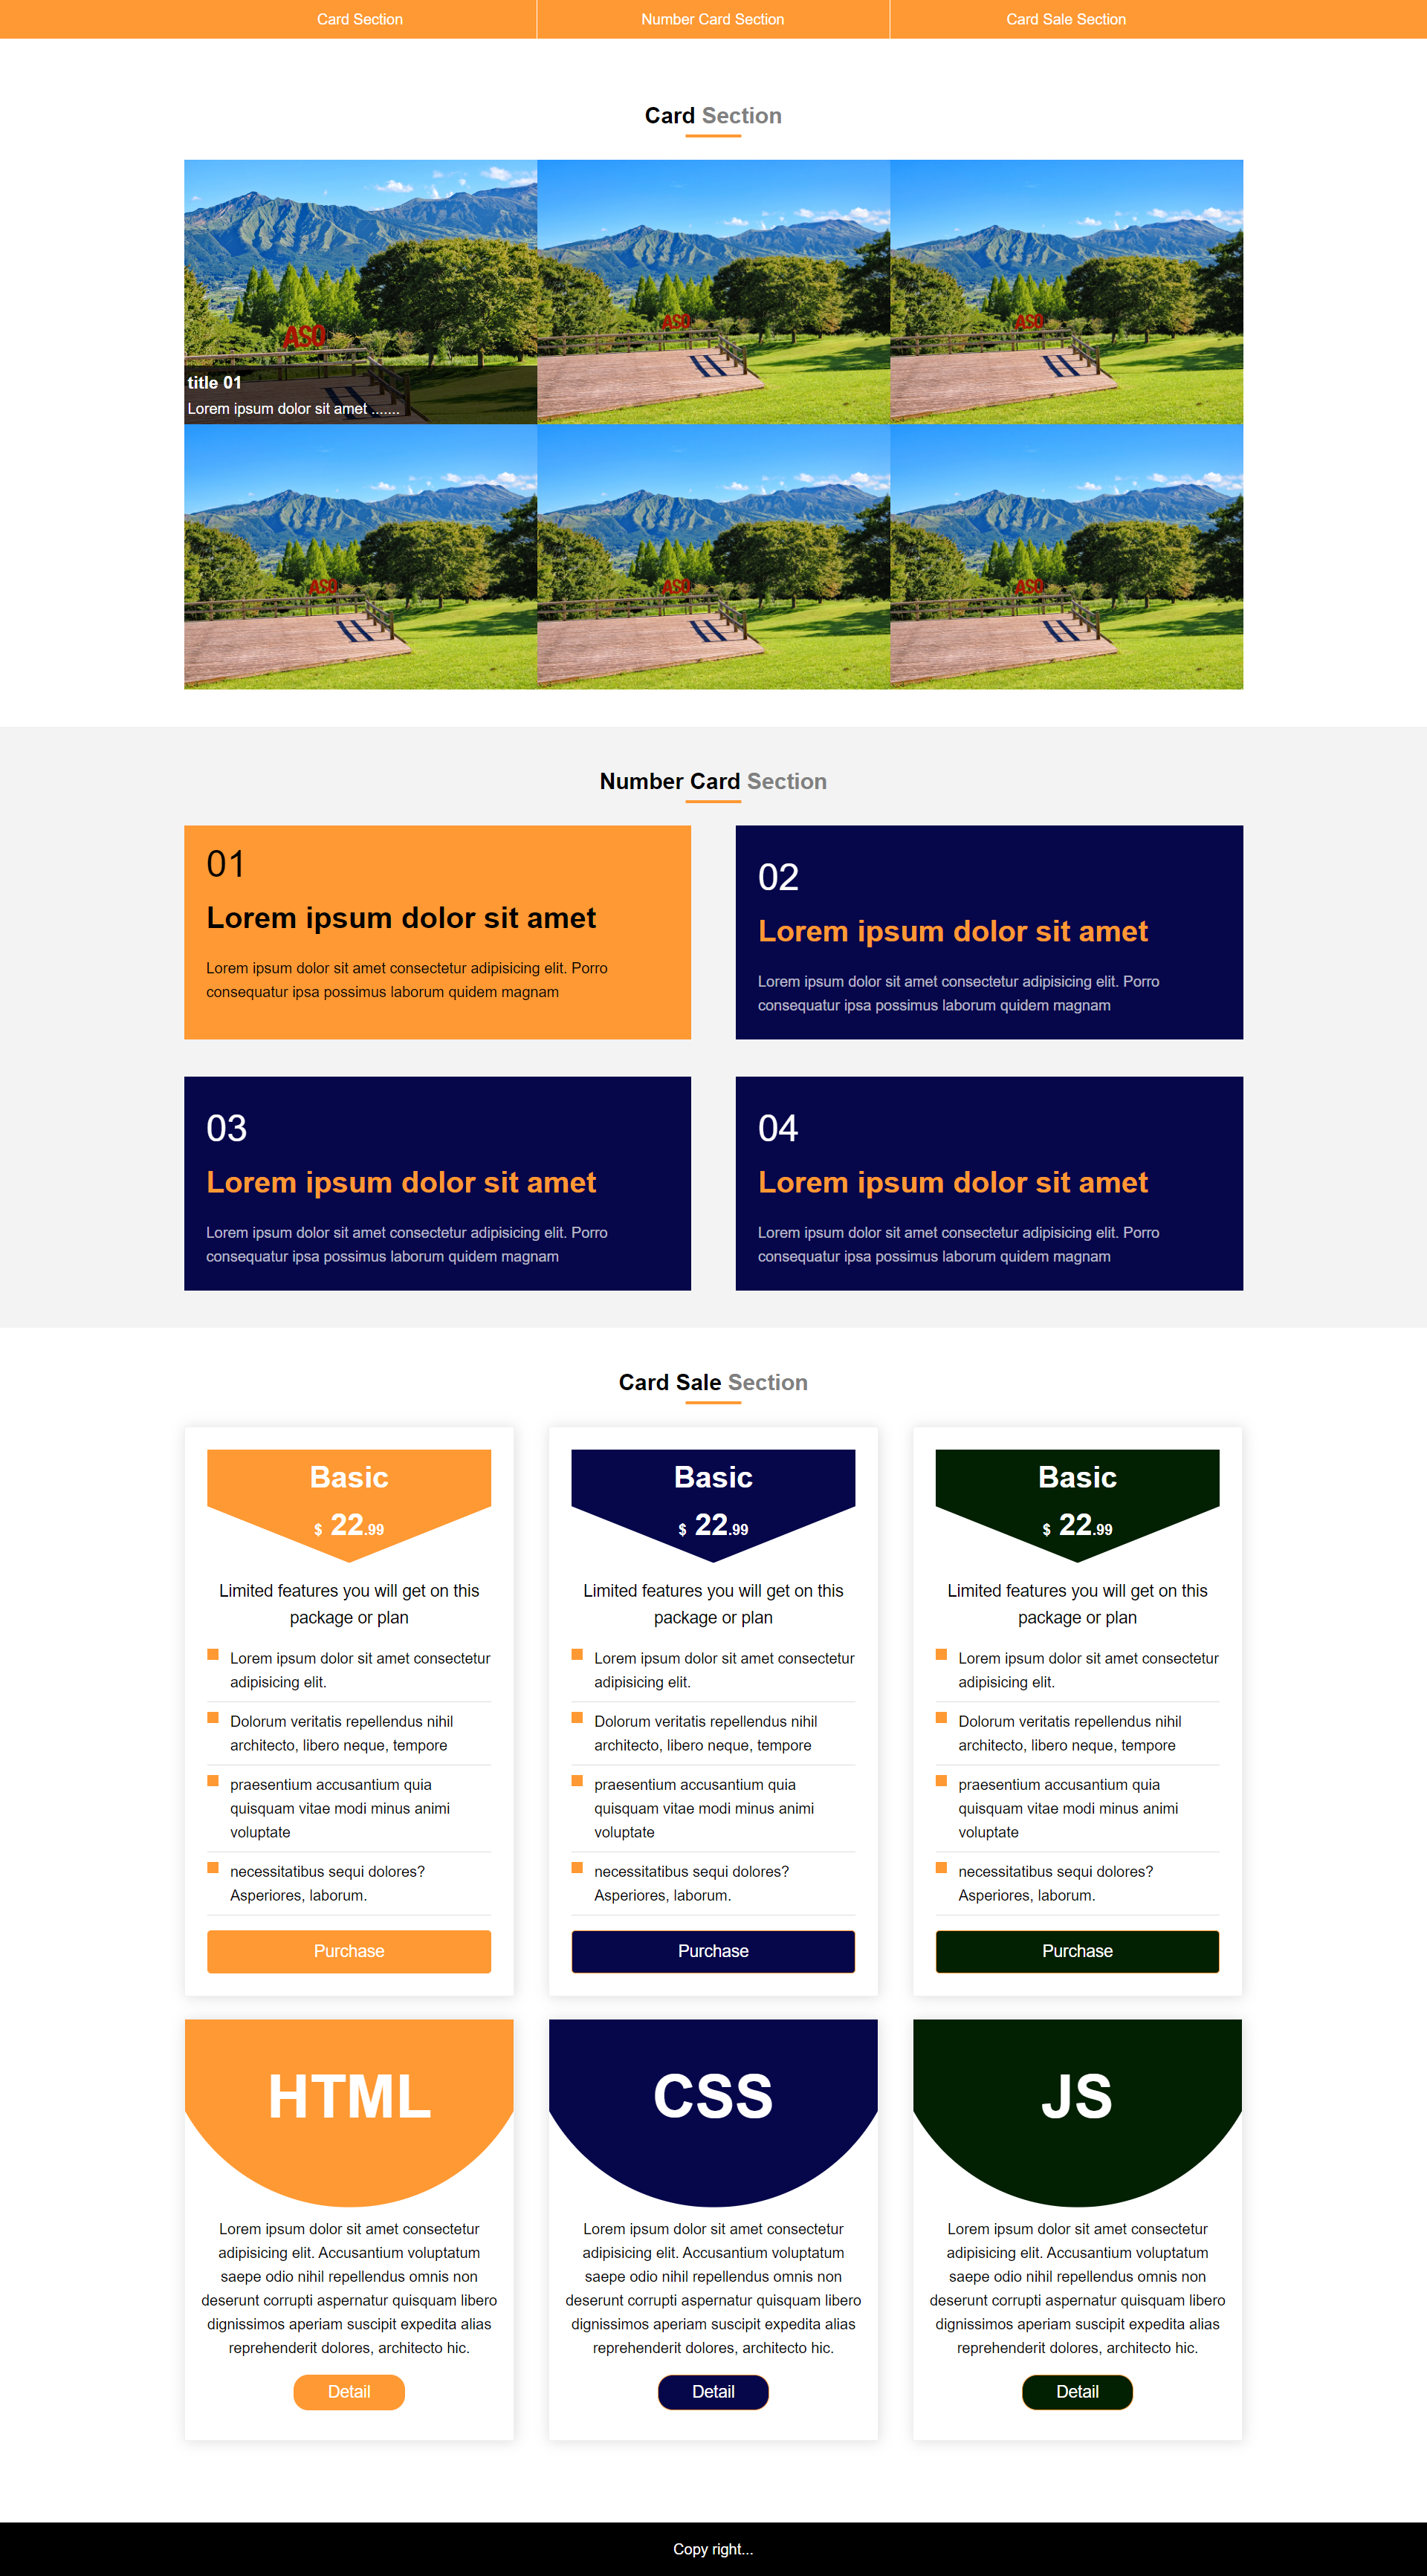 Card Section
Number Card Section
Card Sale Section
Card Section
ASO
ASO
ASO
title 01
Lorem ipsum dolor sit amet .......
ASO
ASO
ASO
Number Card Section
01
Lorem ipsum dolor sit amet
Lorem ipsum dolor sit amet consectetur adipisicing elit. Porro
consequatur ipsa possimus laborum quidem magnam
02
Lorem ipsum dolor sit amet
Lorem ipsum dolor sit amet consectetur adipisicing elit. Porro
consequatur ipsa possimus laborum quidem magnam
03
Lorem ipsum dolor sit amet
Lorem ipsum dolor sit amet consectetur adipisicing elit. Porro
consequatur ipsa possimus laborum quidem magnam
04
Lorem ipsum dolor sit amet
Lorem ipsum dolor sit amet consectetur adipisicing elit. Porro
consequatur ipsa possimus laborum quidem magnam
Card Sale Section
Basic
$ 22.99
Limited features you will get on this
package or plan
Lorem ipsum dolor sit amet consectetur
adipisicing elit.
Dolorum veritatis repellendus nihil
architecto, libero neque, tempore
praesentium accusantium quia
quisquam vitae modi minus animi
voluptate
necessitatibus sequi dolores?
Asperiores, laborum.
Purchase
Basic
$ 22.99
Limited features you will get on this
package or plan
Lorem ipsum dolor sit amet consectetur
adipisicing elit.
Dolorum veritatis repellendus nihil
architecto, libero neque, tempore
praesentium accusantium quia
quisquam vitae modi minus animi
voluptate
necessitatibus sequi dolores?
Asperiores, laborum.
Purchase
Basic
$ 22.99
Limited features you will get on this
package or plan
Lorem ipsum dolor sit amet consectetur
adipisicing elit.
Dolorum veritatis repellendus nihil
architecto, libero neque, tempore
praesentium accusantium quia
quisquam vitae modi minus animi
voluptate
necessitatibus sequi dolores?
Asperiores, laborum.
Purchase
HTML
Lorem ipsum dolor sit amet consectetur
adipisicing elit. Accusantium voluptatum
saepe odio nihil repellendus omnis non
deserunt corrupti aspernatur quisquam libero
dignissimos aperiam suscipit expedita alias
reprehenderit dolores, architecto hic.
Detail
CSS
Lorem ipsum dolor sit amet consectetur
adipisicing elit. Accusantium voluptatum
saepe odio nihil repellendus omnis non
deserunt corrupti aspernatur quisquam libero
dignissimos aperiam suscipit expedita alias
reprehenderit dolores, architecto hic.
Detail
JS
Lorem ipsum dolor sit amet consectetur
adipisicing elit. Accusantium voluptatum
saepe odio nihil repellendus omnis non
deserunt corrupti aspernatur quisquam libero
dignissimos aperiam suscipit expedita alias
reprehenderit dolores, architecto hic.
Detail
Copy right...